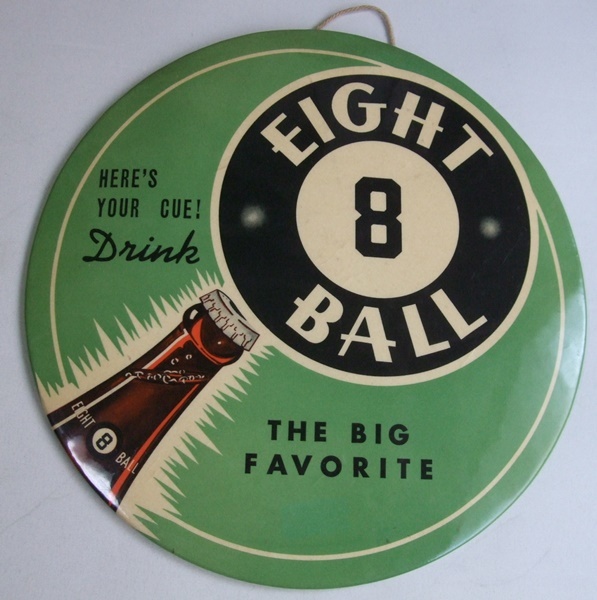 EIGHT
8
BALL
HERE'S
YOUR CUE!
Drink
EIGHT
8
BALL
THE BIG
FAVORITE